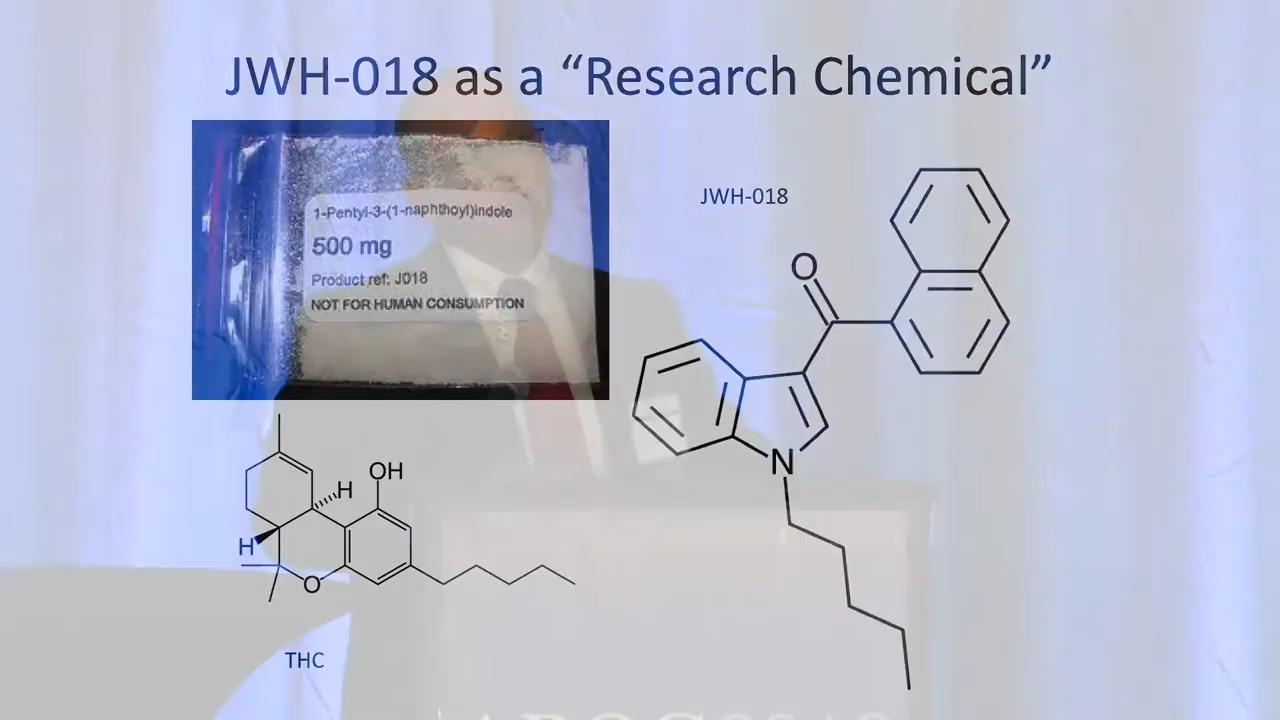 JWH-018 as a “Research Chemical”
1-Pentyl-3-(1-naphthoyl)indole
500 mg
Product ref: J018
NOT FOR HUMAN CONSUMPTION
JWH-018
O
N
OH
H
H
O
THC